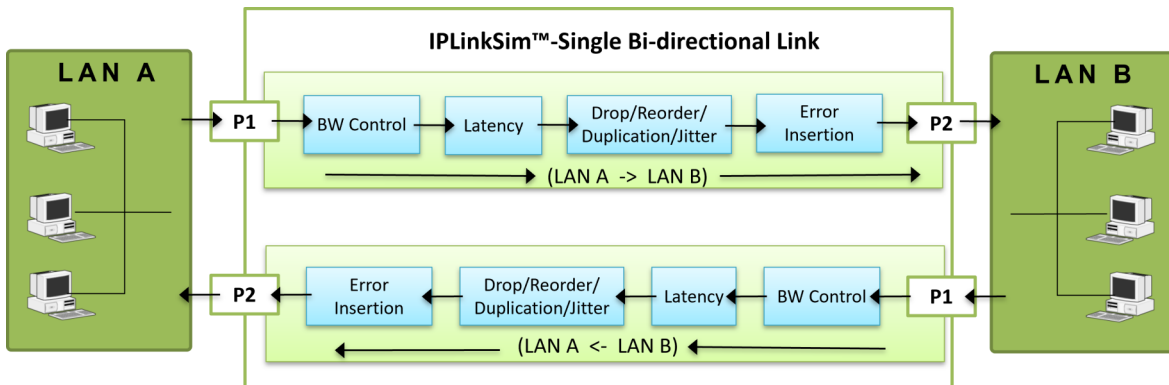 IPLinkSim™-Single Bi-directional Link
LAN A
LAN B
P1
BW Control
Latency
Drop/Reorder/
Duplication/Jitter
Error
Insertion
P2
(LAN A -> LAN B)
P2
Error
Insertion
Drop/Reorder/
Duplication/Jitter
Latency
BW Control
P1
(LAN A <- LAN B)